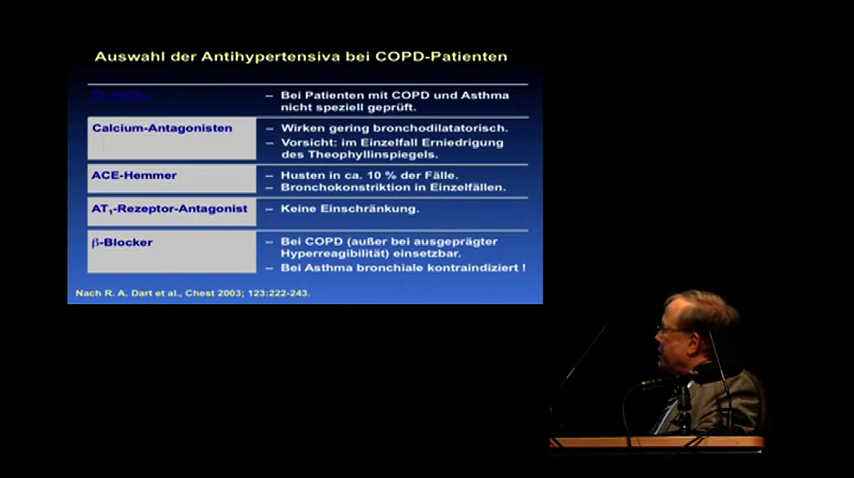 Auswahl der Antihypertensiva bei COPD-Patienten
– Bei Patienten mit COPD und Asthma
nicht speziell geprüft.
Calcium-Antagonisten
– Wirken gering bronchodilatatorisch.
– Vorsicht: im Einzelfall Erniedrigung
des Theophyllinspiegels.
ACE-Hemmer
– Husten in ca. 10 % der Fälle.
– Bronchokonstriktion in Einzelfällen.
AT₁-Rezeptor-Antagonist
– Keine Einschränkung.
β-Blocker
– Bei COPD (außer bei ausgeprägter
Hyperreagibilität) einsetzbar.
– Bei Asthma bronchiale kontraindiziert !
Nach R. A. Dart et al., Chest 2003; 123:222-243.